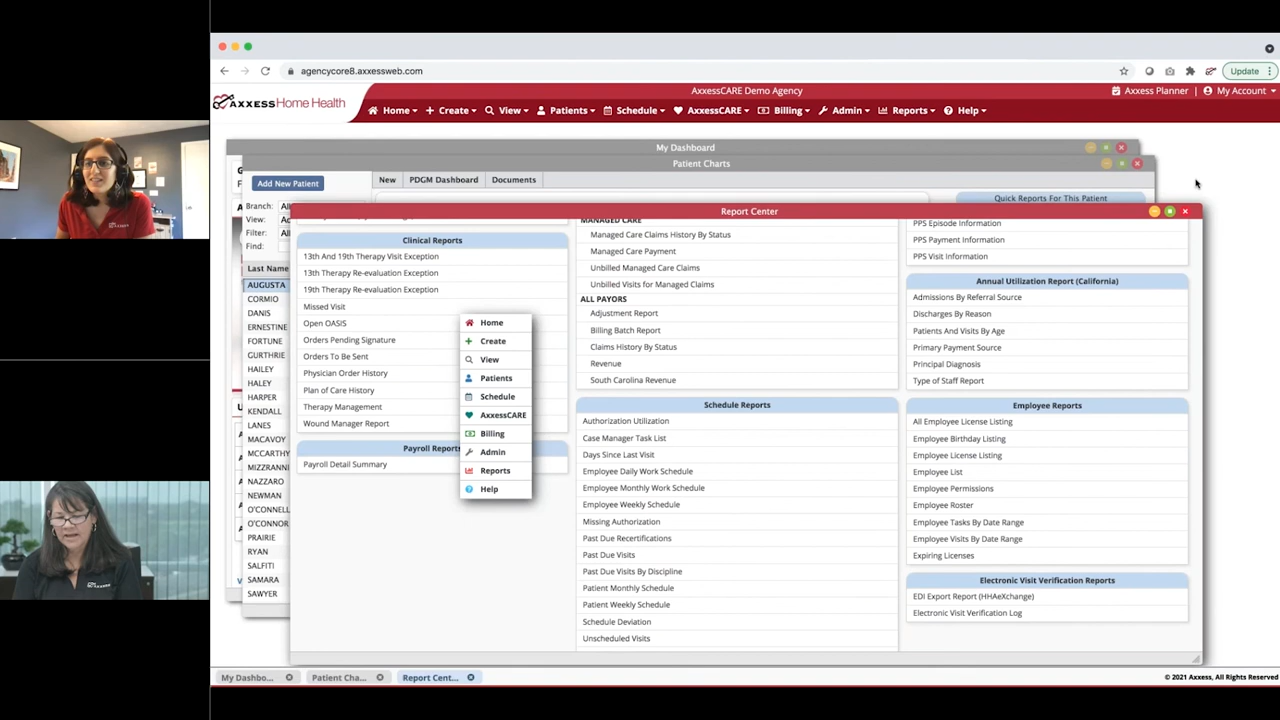 agencycore8.axxessweb.com
Update
AxxessCARE Demo Agency
Axxess Planner | My Account
AXXESS Home Health
Home Create View Patients Schedule AxxessCARE Billing Admin Reports Help
My Dashboard
Patient Charts
Add New Patient
New PDGM Dashboard Documents
Quick Reports For This Patient
Branch:
View:
Filter:
Find:
Last Name
AUGUSTA
CORMIO
DANIS
ERNESTINE
FORTUNE
GURTHRIE
HAILEY
HALEY
HARPER
KENDALL
LANES
MACAVOY
MCCARTHY
MIZZRANNI
NAZZARO
NEWMAN
O'CONNELL
O'CONNOR
PRAIRIE
RYAN
SALFITI
SAMARA
SAWYER
Report Center
Clinical Reports
13th And 19th Therapy Visit Exception
13th Therapy Re-evaluation Exception
19th Therapy Re-evaluation Exception
Missed Visit
Open OASIS
Orders Pending Signature
Orders To Be Sent
Physician Order History
Plan of Care History
Therapy Management
Wound Manager Report
Payroll Reports
Payroll Detail Summary
Home
Create
View
Patients
Schedule
AxxessCARE
Billing
Admin
Reports
Help
MANAGED CARE
Managed Care Claims History By Status
Managed Care Payment
Unbilled Managed Care Claims
Unbilled Visits for Managed Claims
ALL PAYORS
Adjustment Report
Billing Batch Report
Claims History By Status
Revenue
South Carolina Revenue
Schedule Reports
Authorization Utilization
Case Manager Task List
Days Since Last Visit
Employee Daily Work Schedule
Employee Monthly Work Schedule
Employee Weekly Schedule
Missing Authorization
Past Due Recertifications
Past Due Visits
Past Due Visits By Discipline
Patient Monthly Schedule
Patient Weekly Schedule
Schedule Deviation
Unscheduled Visits
PPS Episode Information
PPS Payment Information
PPS Visit Information
Annual Utilization Report (California)
Admissions By Referral Source
Discharges By Reason
Patients And Visits By Age
Primary Payment Source
Principal Diagnosis
Type of Staff Report
Employee Reports
All Employee License Listing
Employee Birthday Listing
Employee License Listing
Employee List
Employee Permissions
Employee Roster
Employee Tasks By Date Range
Employee Visits By Date Range
Expiring Licenses
Electronic Visit Verification Reports
EDI Export Report (HHAeXchange)
Electronic Visit Verification Log
My Dashbo... Patient Cha... Report Cent...
© 2021 Axxess, All Rights Reserved